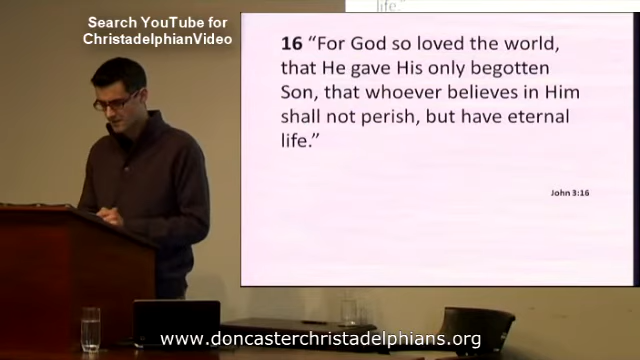 life."
Search YouTube for
ChristadelphianVideo
16 “For God so loved the world,
that He gave His only begotten
Son, that whoever believes in Him
shall not perish, but have eternal
life.”
John 3:16
www.doncasterchristadelphians.org